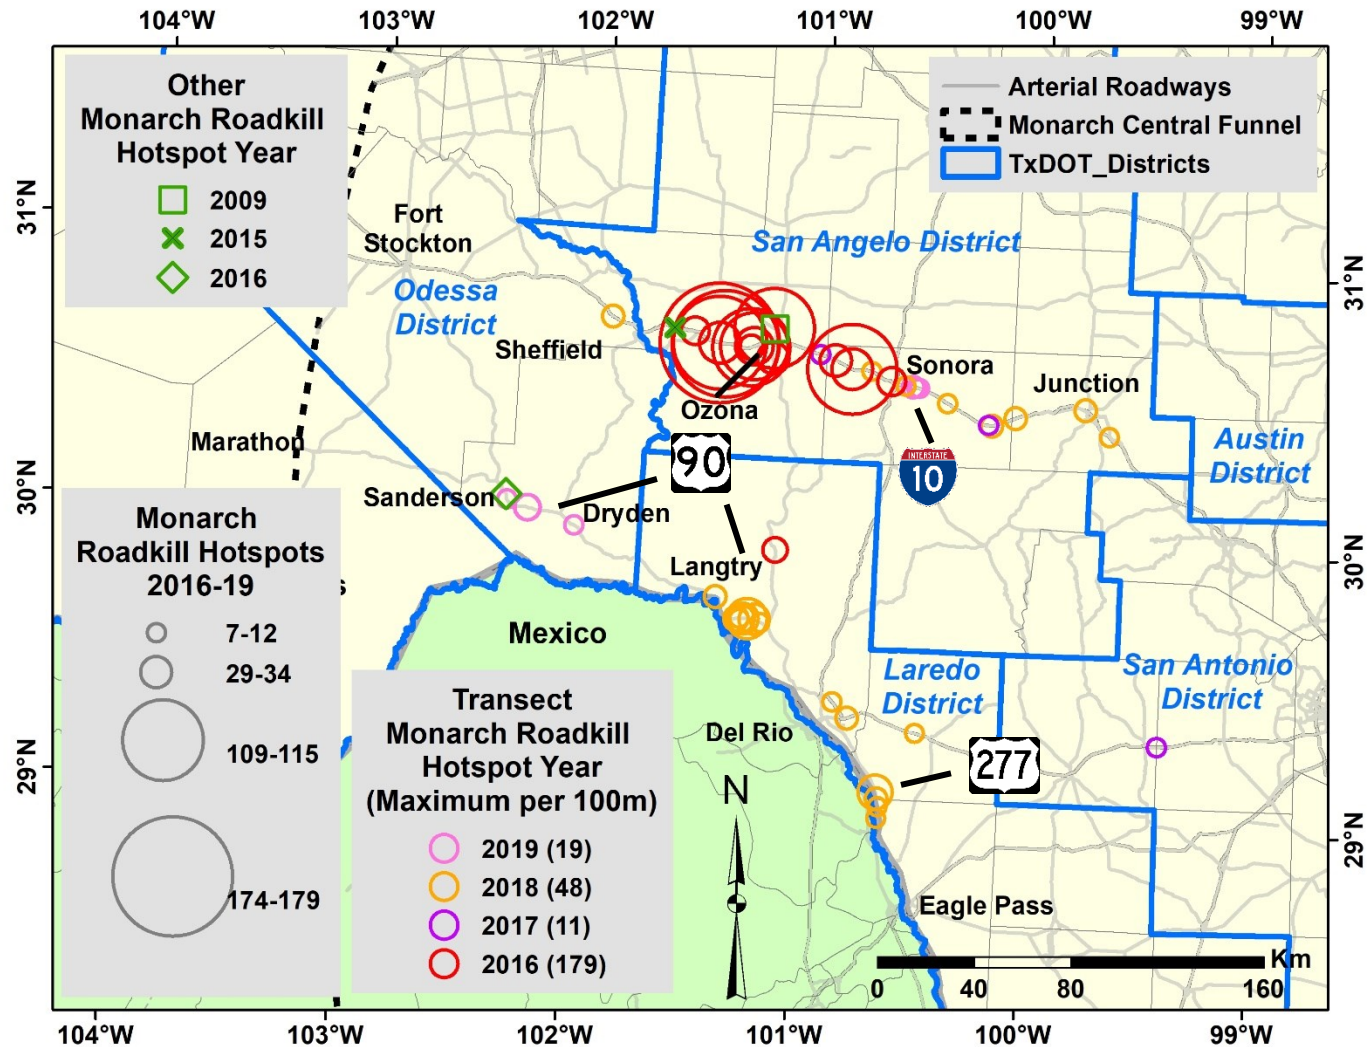 104°W 103°W 102°W 101°W 100°W 99°W
Other
Monarch Roadkill
Hotspot Year
2009
2015
2016
Arterial Roadways
Monarch Central Funnel
TxDOT_Districts
31°N
31°N
Fort
Stockton
San Angelo District
Odessa
District
Sheffield
Ozona
Sonora
Junction
Marathon
90
INTERSTATE
10
Austin
District
30°N
30°N
Sanderson
Dryden
Langtry
Monarch
Roadkill Hotspots
2016-19
s
7-12
29-34
109-115
174-179
Mexico
Laredo
District
San Antonio
District
Del Rio
277
29°N
29°N
Transect
Monarch Roadkill
Hotspot Year
(Maximum per 100m)
2019 (19)
2018 (48)
2017 (11)
2016 (179)
N
Eagle Pass
Km
0 40 80 160
104°W 103°W 102°W 101°W 100°W 99°W